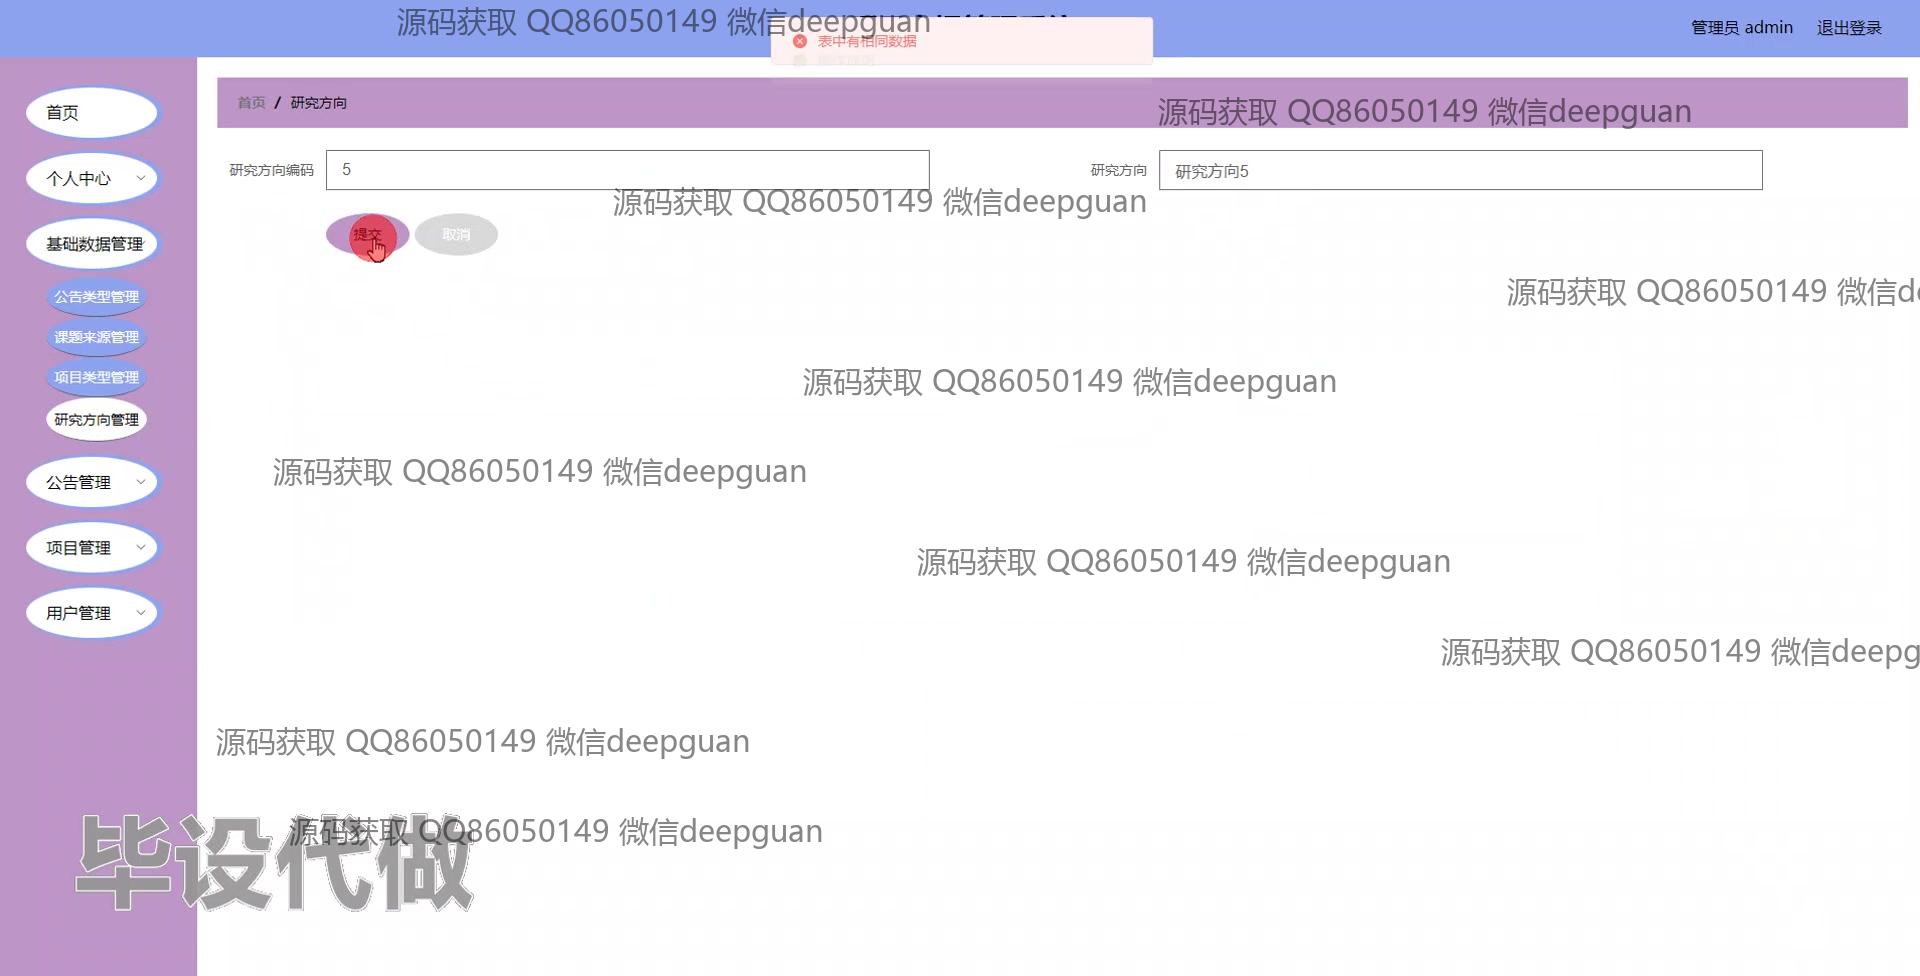 源码获取 QQ86050149 微信deepguan
管理员 admin
退出登录
表中有相同数据
首页 / 研究方向
源码获取 QQ86050149 微信deepguan
首页
个人中心
基础数据管理
公告类型管理
课题来源管理
项目类型管理
研究方向管理
公告管理
项目管理
用户管理
研究方向编码 5
研究方向 研究方向5
源码获取 QQ86050149 微信deepguan
提交
取消
源码获取 QQ86050149 微信d
源码获取 QQ86050149 微信deepguan
源码获取 QQ86050149 微信deepguan
源码获取 QQ86050149 微信deepguan
源码获取 QQ86050149 微信deepg
源码获取 QQ86050149 微信deepguan
源码获取 QQ86050149 微信deepguan
毕设代做